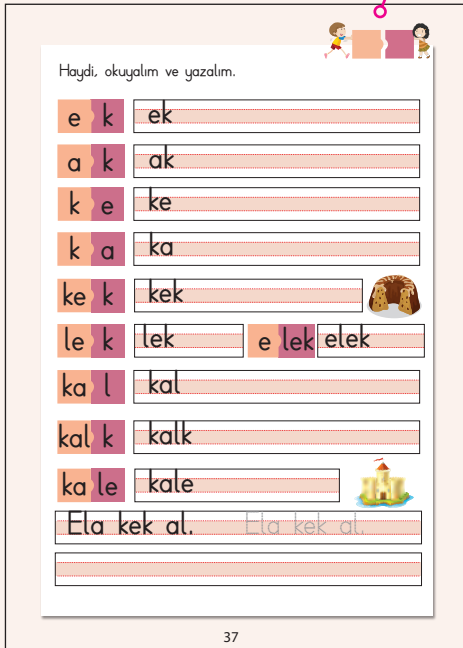 Haydi, okuyalım ve yazalım.
e k ek
a k ak
k e ke
k a ka
ke k kek
le k lek e lek elek
ka l kal
kal k kalk
ka le kale
Ela kek al. Ela kek al.
37